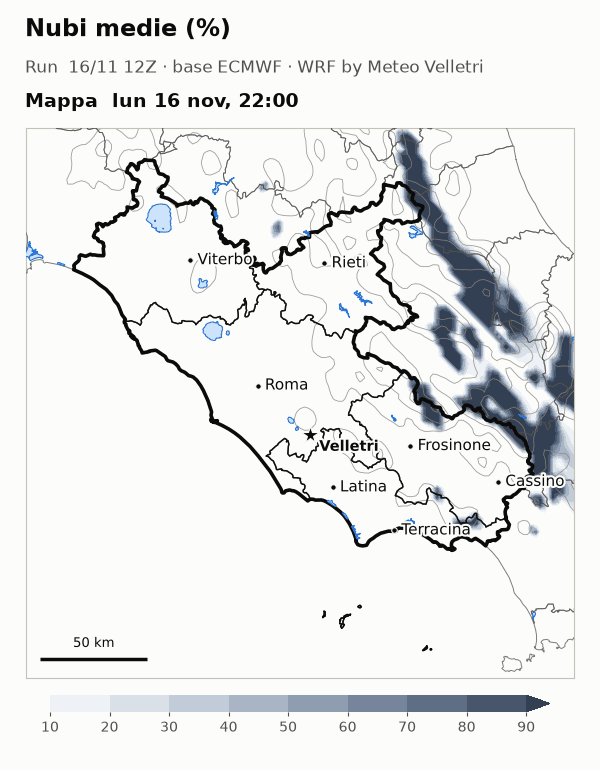 Nubi medie (%)
Run  16/11 12Z · base ECMWF · WRF by Meteo Velletri
Mappa  lun 16 nov, 22:00
Viterbo
Rieti
Roma
Velletri
Frosinone
Cassino
Latina
Terracina
50 km
10 20 30 40 50 60 70 80 90